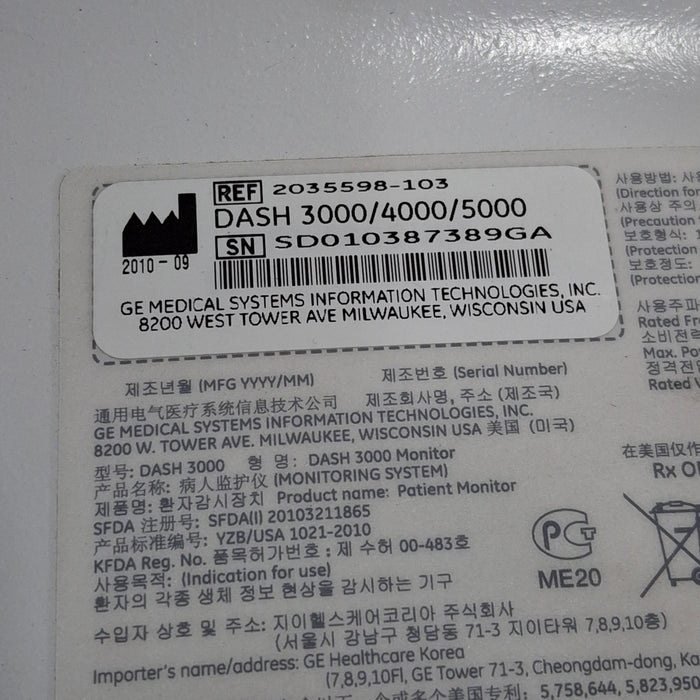 REF 2035598-103
DASH 3000/4000/5000
SN SD010387389GA
2010-09
GE MEDICAL SYSTEMS INFORMATION TECHNOLOGIES, INC.
8200 WEST TOWER AVE MILWAUKEE, WISCONSIN USA
제조년월 (MFG YYYY/MM) 제조번호 (Serial Number)
通用电气医疗系统信息技术公司 제조회사명, 주소 (제조국)
GE MEDICAL SYSTEMS INFORMATION TECHNOLOGIES, INC.
8200 W. TOWER AVE. MILWAUKEE, WISCONSIN USA 美国 (미국)
型号: DASH 3000 형 명: DASH 3000 Monitor
产品名称: 病人监护仪 (MONITORING SYSTEM)
제품명: 환자감시장치 Product name: Patient Monitor
SFDA 注册号: SFDA(I) 20103211865
产品标准编号: YZB/USA 1021-2010
KFDA Reg. No. 품목허가번호: 제 수허 00-483호
사용목적: (Indication for use)
환자의 각종 생체 정보 현상을 감시하는 기구
수입자 상호 및 주소: 지이헬스케어코리아 주식회사
(서울시 강남구 청담동 71-3 지이타워 7,8,9,10층)
Importer's name/address: GE Healthcare Korea
(7,8,9,10Fl, GE Tower 71-3, Cheongdam-dong, Ka
个或多个美国专利: 5,758,644, 5,823,950
사용방법: 사
(Direction for
사용상 주의
(Precaution
보호형식: 1
(Protection
보호정도:
(Protection
사용주파
Rated Fr
소비전력
Max. Po
정격전압
Rated
在美国仅作
Rx O
PCT
ME20